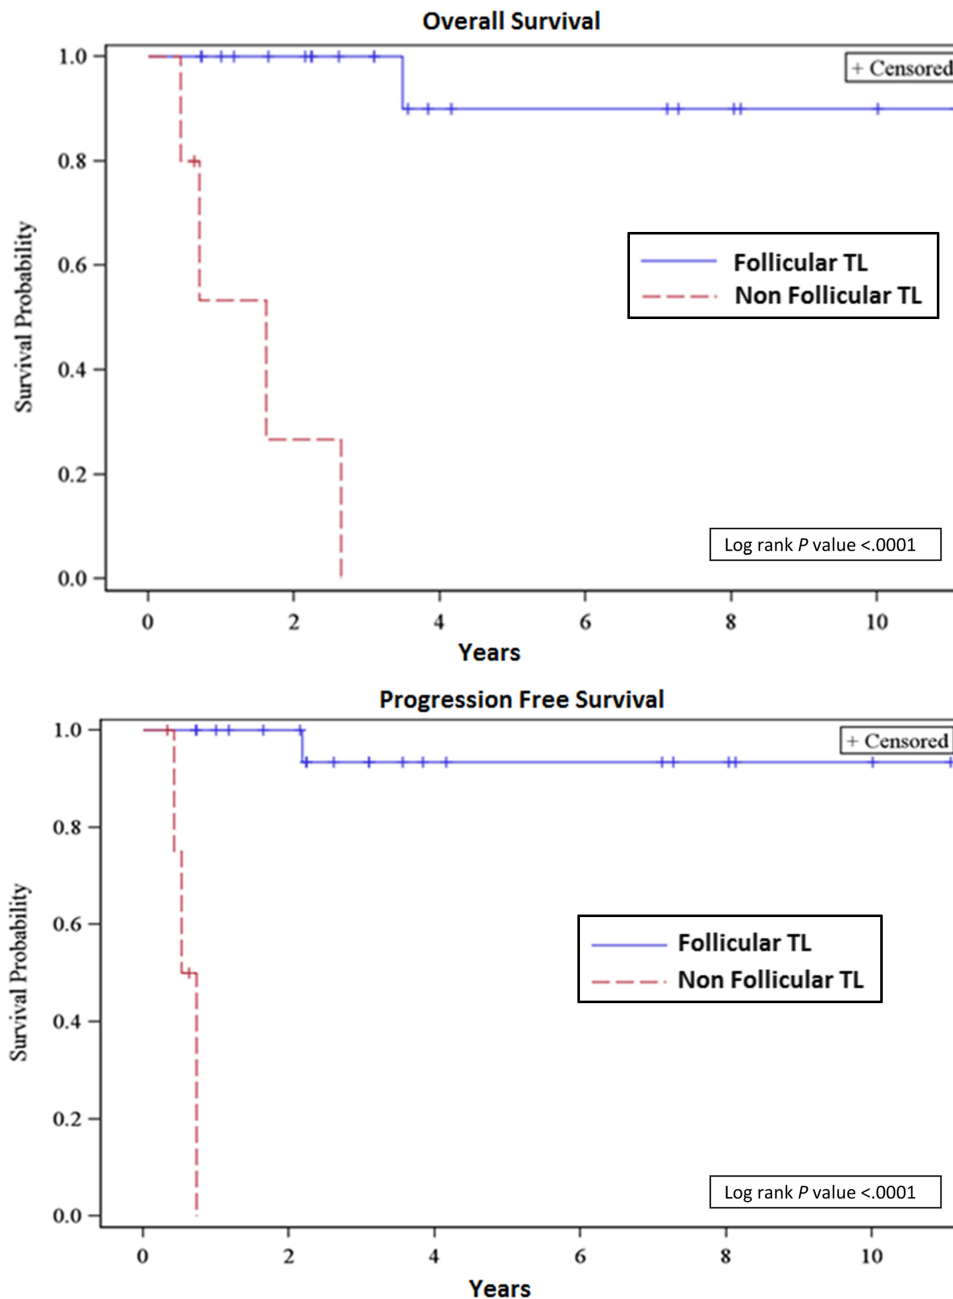 Overall Survival
1.0
+ Censored
0.8
0.6
Follicular TL
Non Follicular TL
Survival Probability
0.4
0.2
Log rank P value <.0001
0.0
0 2 4 6 8 10
Years
Progression Free Survival
1.0
+ Censored
0.8
0.6
Follicular TL
Non Follicular TL
Survival Probability
0.4
0.2
Log rank P value <.0001
0.0
0 2 4 6 8 10
Years